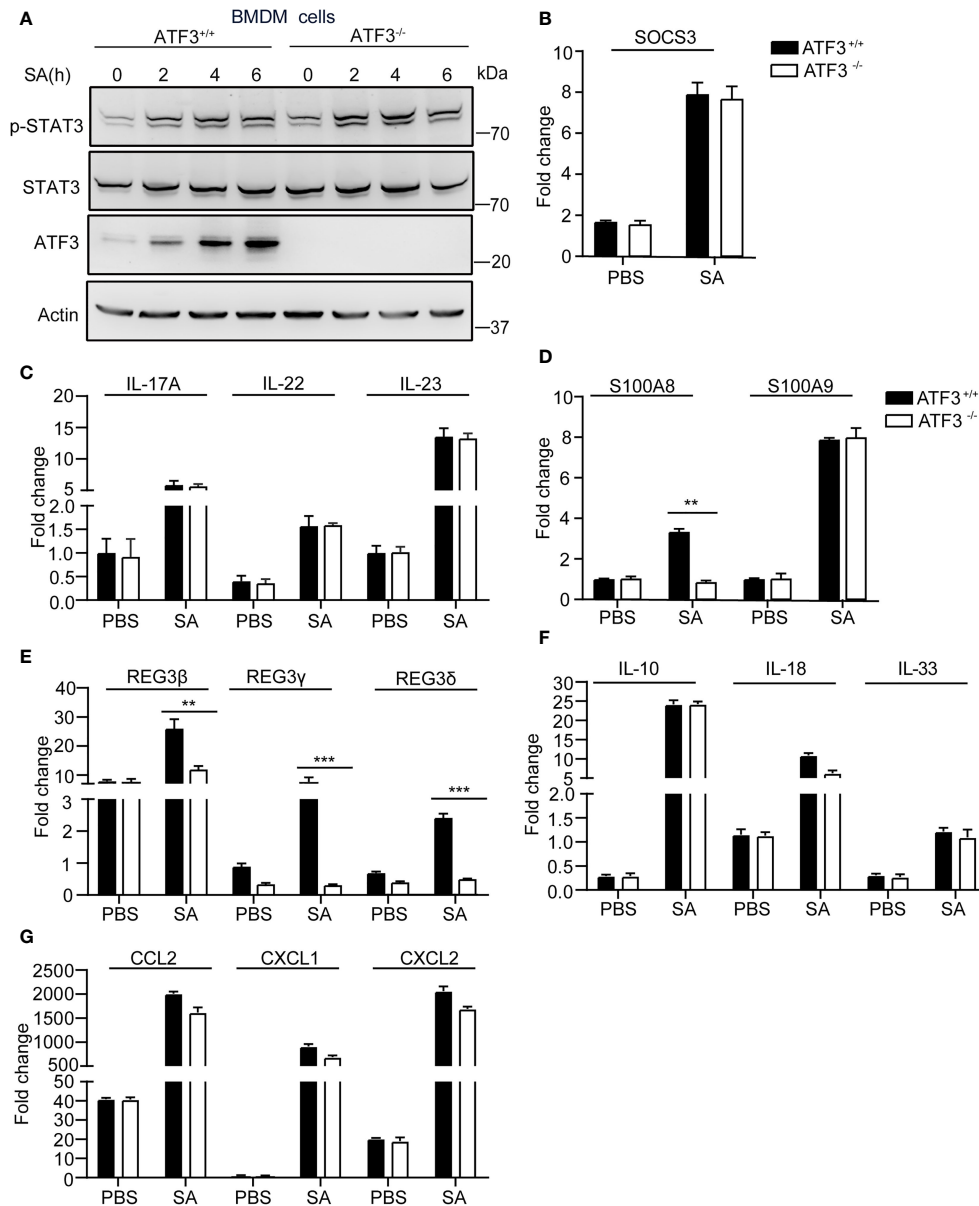 A
BMDM cells
ATF3+/+ ATF3-/-
SA(h) 0 2 4 6 0 2 4 6 kDa
p-STAT3
—70
STAT3
—70
ATF3
—20
Actin
—37
B
SOCS3
ATF3 +/+
ATF3 -/-
Fold change
10
8
6
4
2
0
PBS SA
C
IL-17A IL-22 IL-23
Fold change
20
15
10
5
2.0
1.5
1.0
0.5
0.0
PBS SA PBS SA PBS SA
D
S100A8 S100A9
ATF3 +/+
ATF3 -/-
Fold change
10
8
6
4
2
0
**
PBS SA PBS SA
E
REG3β REG3γ REG3δ
Fold change
40
30
20
10
3
2
1
0
**
***
***
PBS SA PBS SA PBS SA
F
IL-10 IL-18 IL-33
Fold change
30
25
20
15
10
5
2.0
1.5
1.0
0.5
0.0
PBS SA PBS SA PBS SA
G
CCL2 CXCL1 CXCL2
Fold change
2500
2000
1500
1000
500
50
40
30
20
10
0
PBS SA PBS SA PBS SA